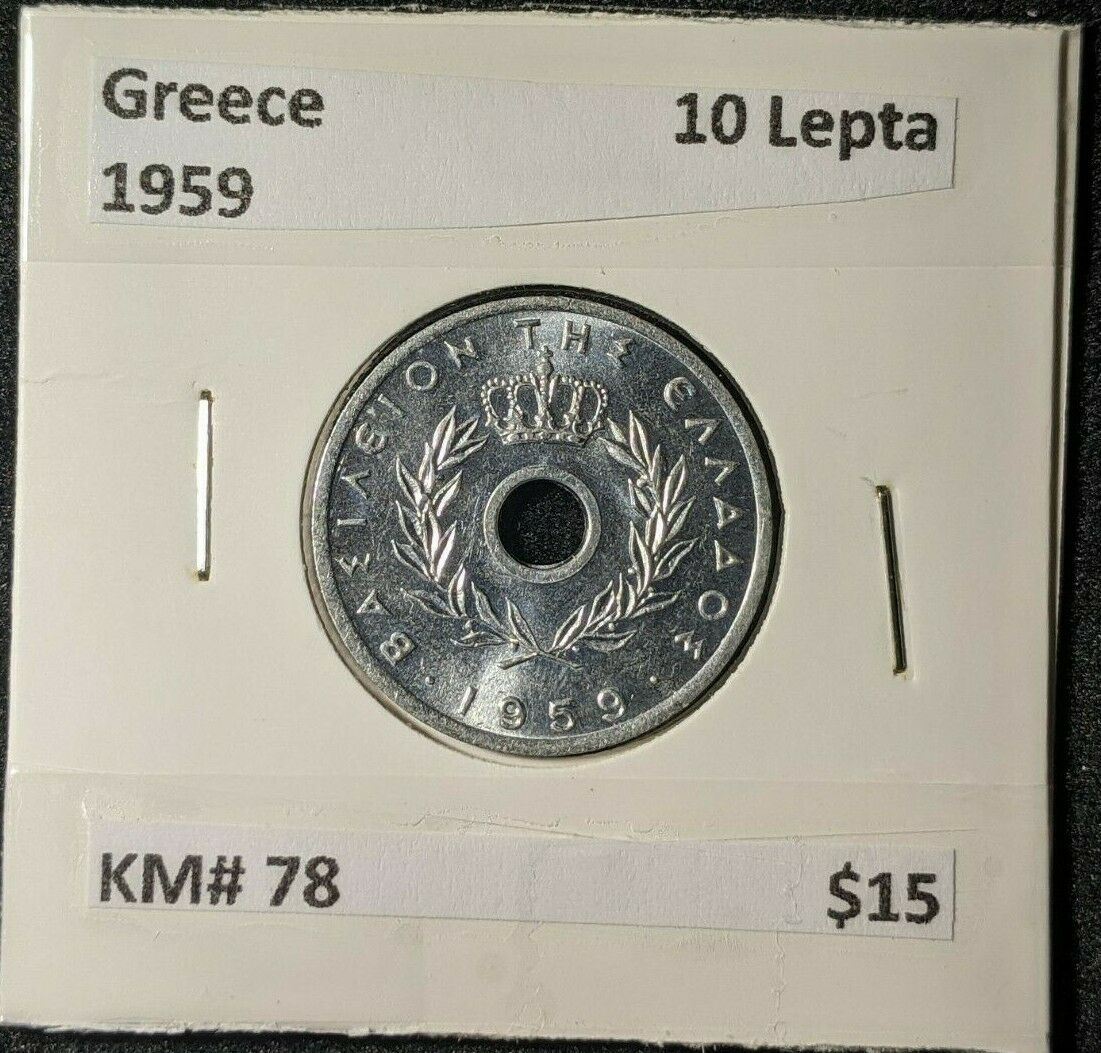 Greece 10 Lepta
1959
ΒΑΣΙΛΕΙΟΝ ΤΗΣ ΕΛΛΑΔΟΣ
· 1959 ·
KM# 78 $15